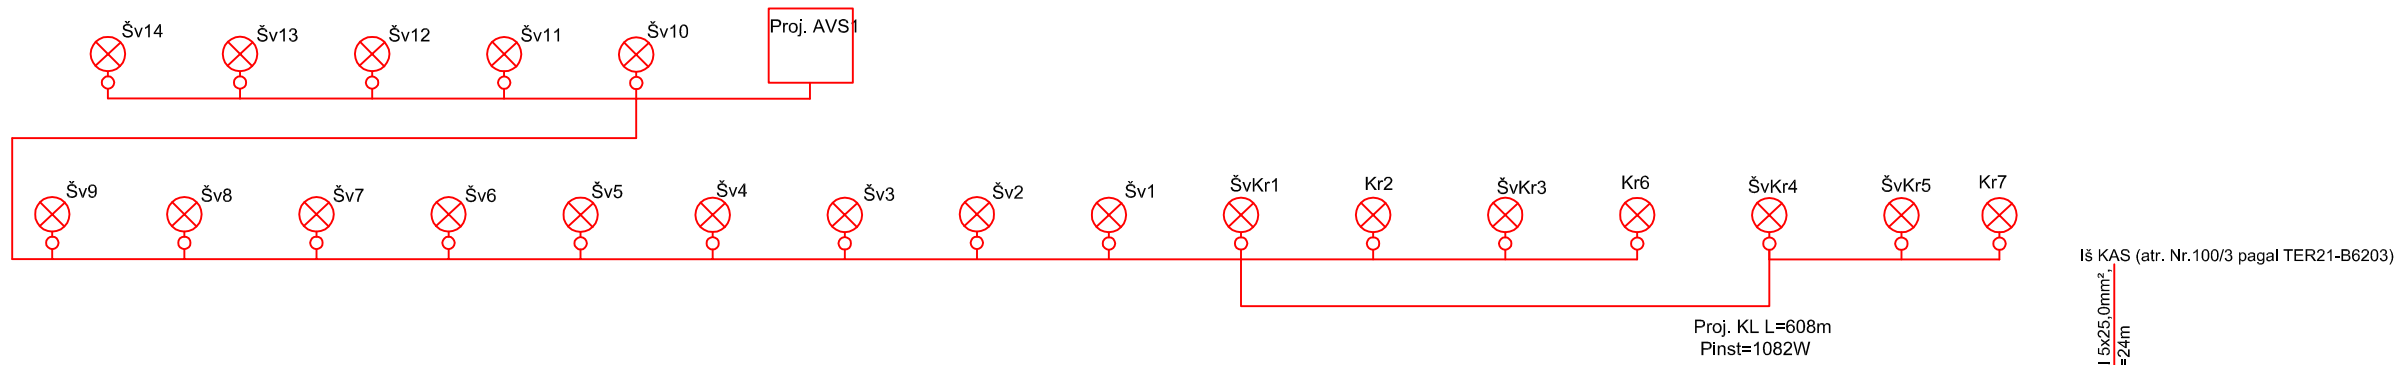 Šv14
Šv13
Šv12
Šv11
Šv10
Proj. AVS1
Šv9
Šv8
Šv7
Šv6
Šv5
Šv4
Šv3
Šv2
Šv1
ŠvKr1
Kr2
ŠvKr3
Kr6
ŠvKr4
ŠvKr5
Kr7
Iš KAS (atr. Nr.100/3 pagal TER21-B6203)
Proj. KL L=608m
Pinst=1082W
5x25,0mm²,
=24m